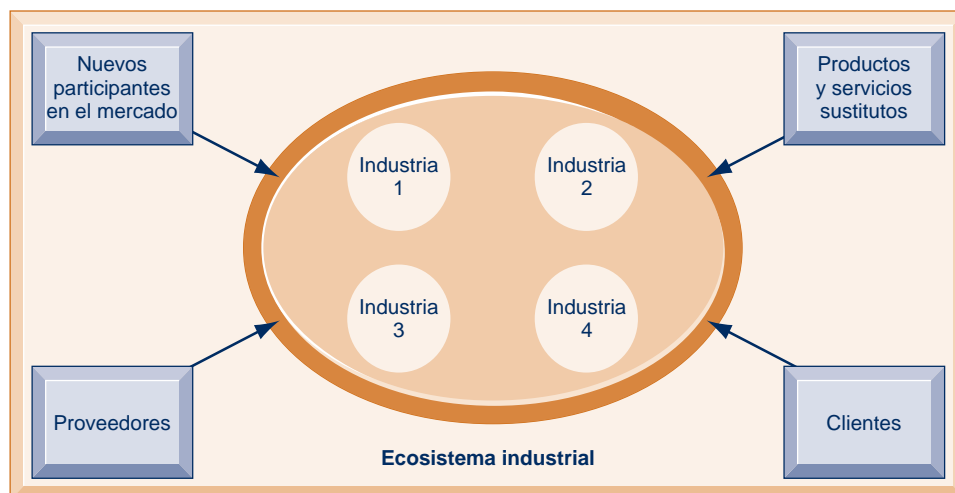 Nuevos
participantes
en el mercado
Productos
y servicios
sustitutos
Industria
1
Industria
2
Industria
3
Industria
4
Proveedores
Clientes
Ecosistema industrial